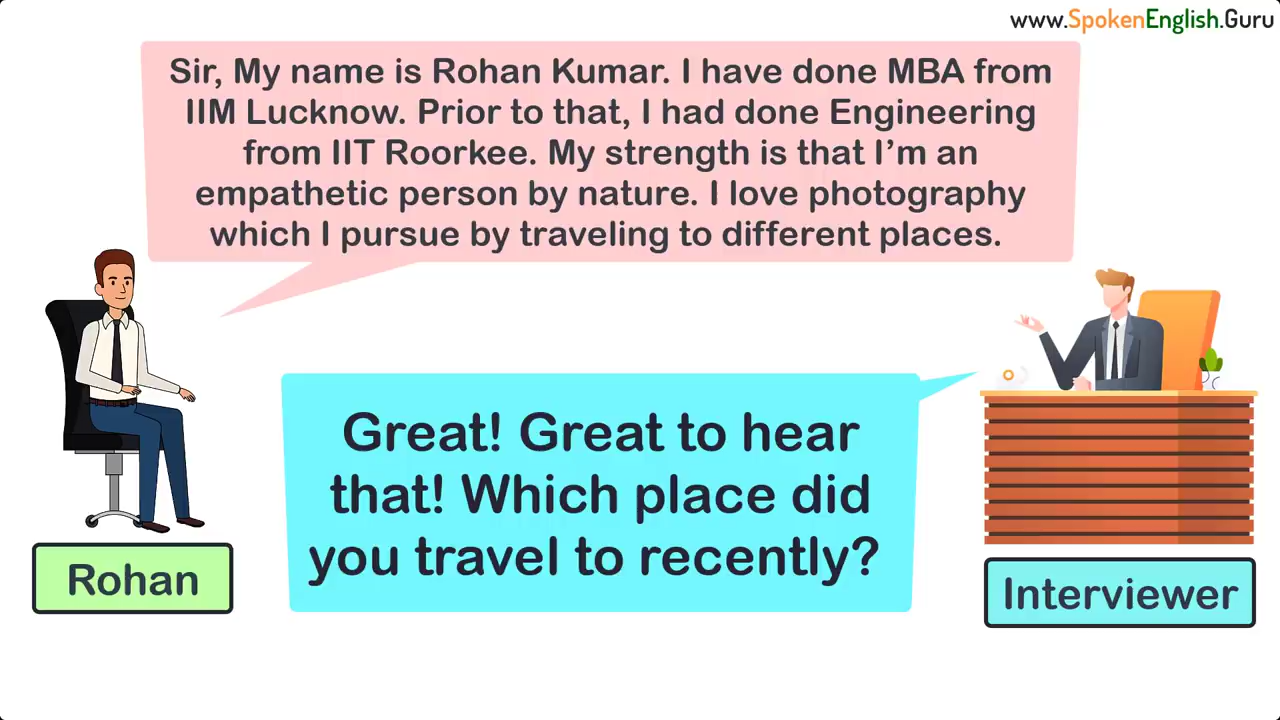 www.SpokenEnglish.Guru
Sir, My name is Rohan Kumar. I have done MBA from
IIM Lucknow. Prior to that, I had done Engineering
from IIT Roorkee. My strength is that I’m an
empathetic person by nature. I love photography
which I pursue by traveling to different places.
Great! Great to hear
that! Which place did
you travel to recently?
Rohan
Interviewer